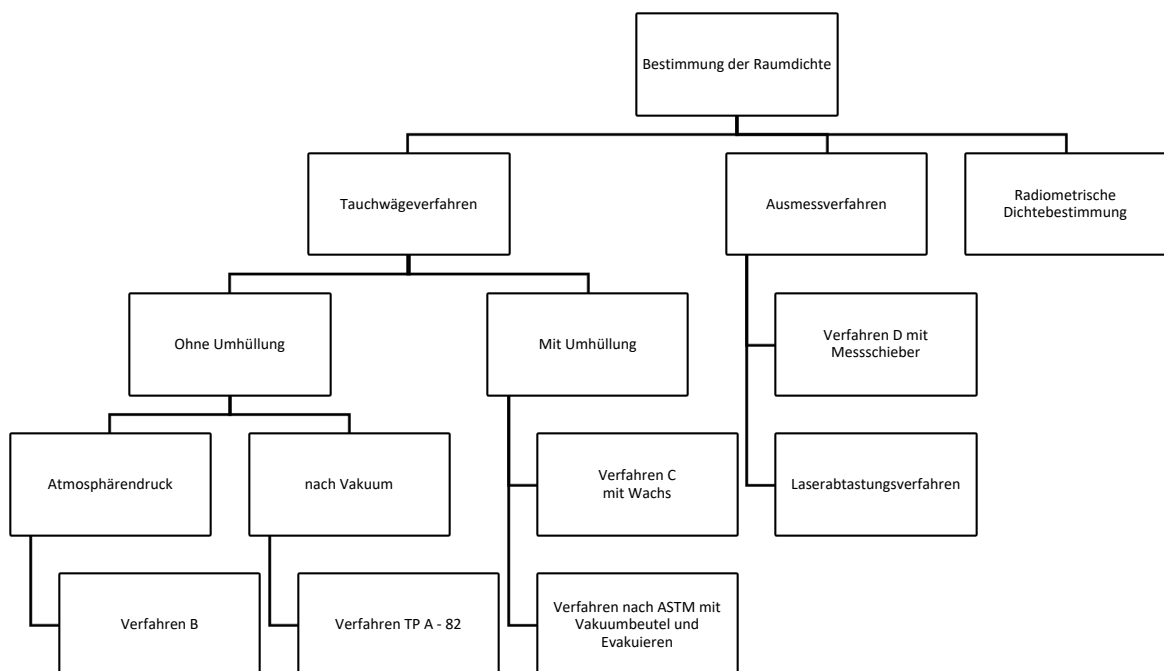 Bestimmung der Raumdichte
Tauchwägeverfahren
Ausmessverfahren
Radiometrische
Dichtebestimmung
Ohne Umhüllung
Mit Umhüllung
Verfahren D mit
Messschieber
Atmosphärendruck
nach Vakuum
Verfahren C
mit Wachs
Laserabtastungsverfahren
Verfahren B
Verfahren TP A - 82
Verfahren nach ASTM mit
Vakuumbeutel und
Evakuieren